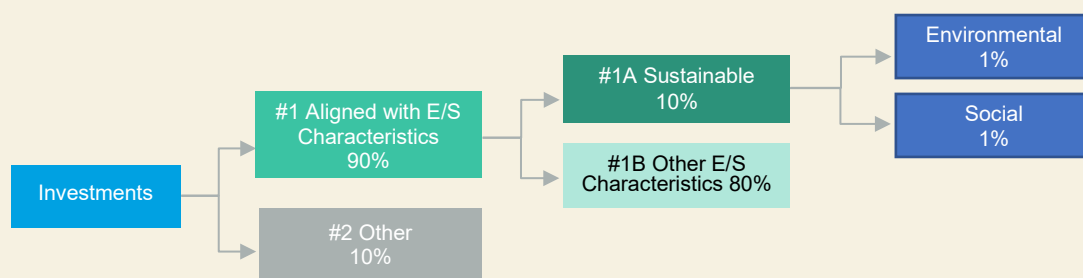 Investments
#1 Aligned with E/S
Characteristics
90%
#2 Other
10%
#1A Sustainable
10%
#1B Other E/S
Characteristics 80%
Environmental
1%
Social
1%